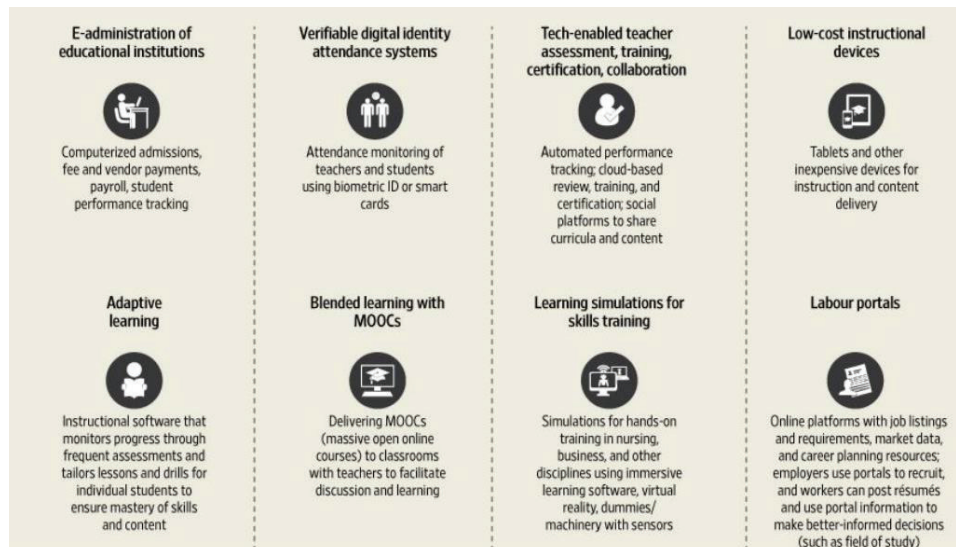 E-administration of
educational institutions
Computerized admissions,
fee and vendor payments,
payroll, student
performance tracking
Verifiable digital identity
attendance systems
Attendance monitoring of
teachers and students
using biometric ID or smart
cards
Tech-enabled teacher
assessment, training,
certification, collaboration
Automated performance
tracking; cloud-based
review, training, and
certification; social
platforms to share
curricula and content
Low-cost instructional
devices
Tablets and other
inexpensive devices for
instruction and content
delivery
Adaptive
learning
Instructional software that
monitors progress through
frequent assessments and
tailors lessons and drills for
individual students to
ensure mastery of skills
and content
Blended learning with
MOOCs
Delivering MOOCs
(massive open online
courses) to classrooms
with teachers to facilitate
discussion and learning
Learning simulations for
skills training
Simulations for hands-on
training in nursing,
business, and other
disciplines using immersive
learning software, virtual
reality, dummies/
machinery with sensors
Labour portals
Online platforms with job listings
and requirements, market data,
and career planning resources;
employers use portals to recruit,
and workers can post résumés
and use portal information to
make better-informed decisions
(such as field of study)